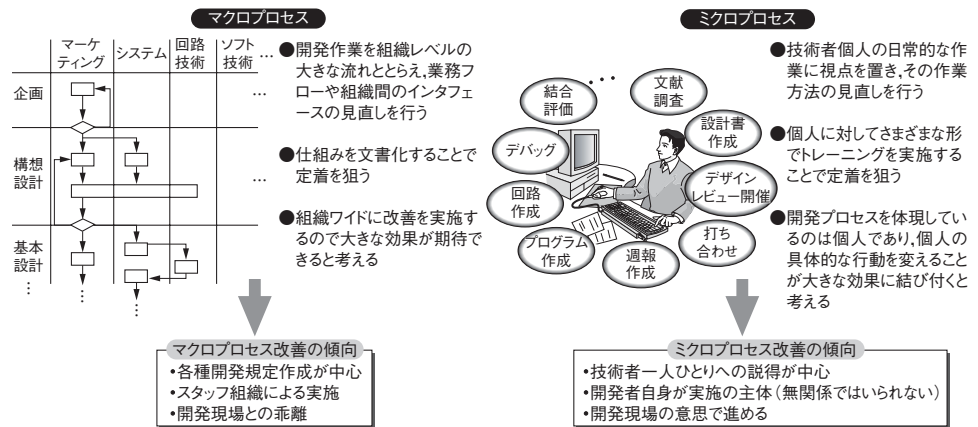 マクロプロセス
マーケ
ティング
システム
回路
技術
ソフト
技術
…
企画
…
構想
設計
…
基本
設計
⋮
⋮
⋮
●開発作業を組織レベルの
大きな流れととらえ,業務フ
ローや組織間のインタフェ
ースの見直しを行う
●仕組みを文書化することで
定着を狙う
●組織ワイドに改善を実施す
るので大きな効果が期待で
きると考える
マクロプロセス改善の傾向
・各種開発規定作成が中心
・スタッフ組織による実施
・開発現場との乖離
ミクロプロセス
…
結合
評価
文献
調査
設計書
作成
デバッグ
デザイン
レビュー開催
回路
作成
打ち
合わせ
プログラム
作成
週報
作成
●技術者個人の日常的な作
業に視点を置き,その作業
方法の見直しを行う
●個人に対してさまざまな形
でトレーニングを実施する
ことで定着を狙う
●開発プロセスを体現してい
るのは個人であり,個人の
具体的な行動を変えること
が大きな効果に結び付くと
考える
ミクロプロセス改善の傾向
・技術者一人ひとりへの説得が中心
・開発者自身が実施の主体(無関係ではいられない)
・開発現場の意思で進める